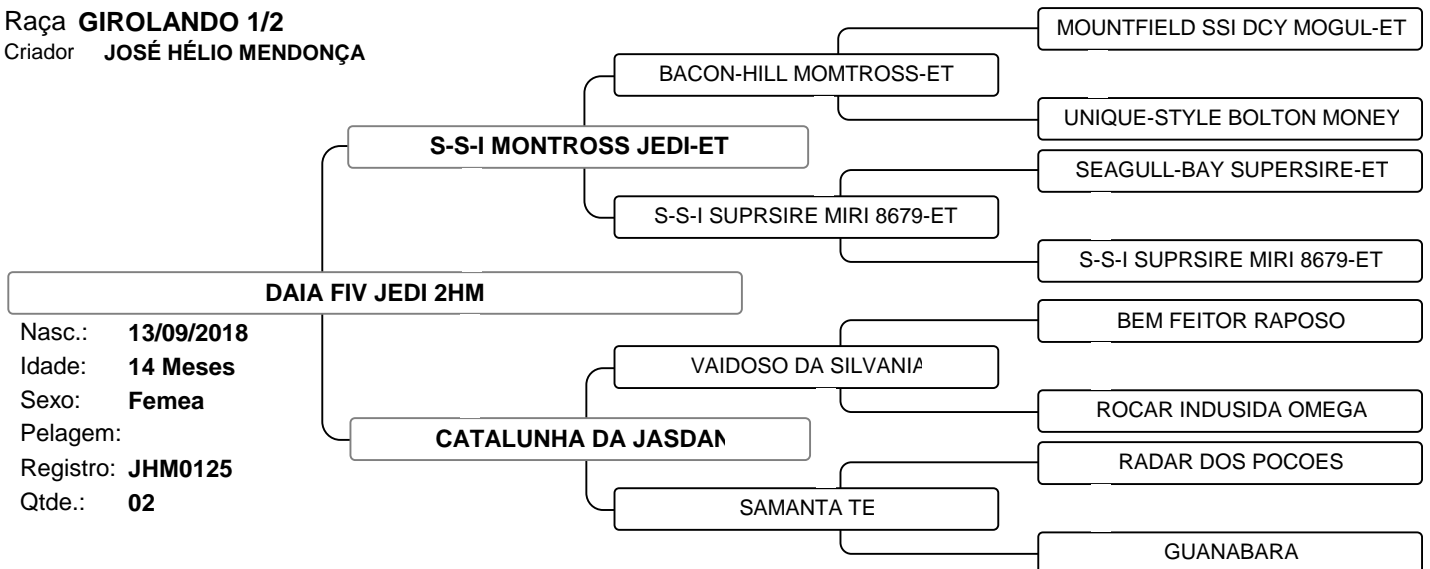 Raça GIROLANDO 1/2
Criador JOSÉ HÉLIO MENDONÇA
MOUNTFIELD SSI DCY MOGUL-ET
BACON-HILL MOMTROSS-ET
UNIQUE-STYLE BOLTON MONEY
S-S-I MONTROSS JEDI-ET
SEAGULL-BAY SUPERSIRE-ET
S-S-I SUPRSIRE MIRI 8679-ET
S-S-I SUPRSIRE MIRI 8679-ET
DAIA FIV JEDI 2HM
Nasc.: 13/09/2018
Idade: 14 Meses
Sexo: Femea
Pelagem:
Registro: JHM0125
Qtde.: 02
BEM FEITOR RAPOSO
VAIDOSO DA SILVANIA
ROCAR INDUSIDA OMEGA
CATALUNHA DA JASDAN
RADAR DOS POCOES
SAMANTA TE
GUANABARA